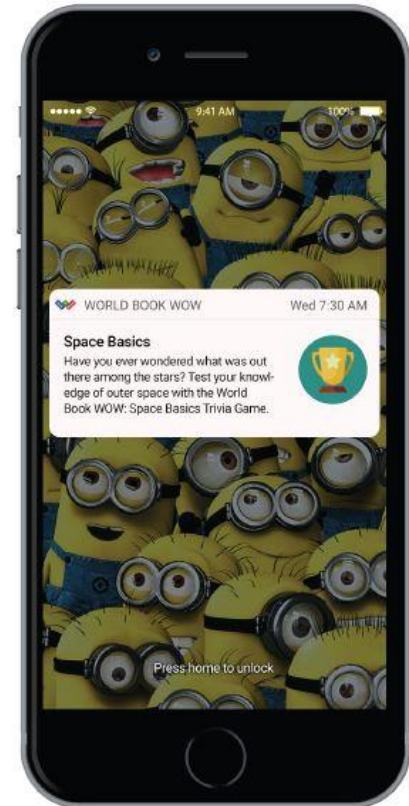 9:41 AM 100%
WORLD BOOK WOW Wed 7:30 AM
Space Basics
Have you ever wondered what was out
there among the stars? Test your knowl-
edge of outer space with the World
Book WOW: Space Basics Trivia Game.
Press home to unlock